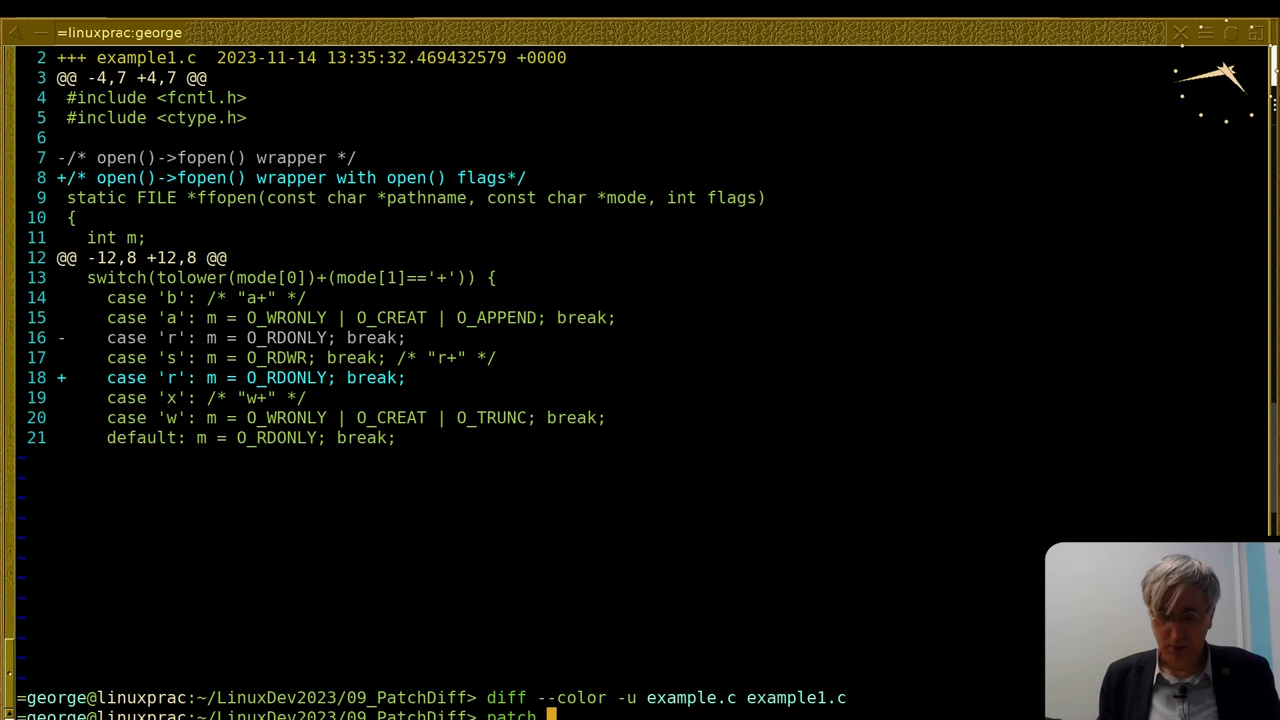 =linuxprac:george
2 +++ example1.c  2023-11-14 13:35:32.469432579 +0000
3 @@ -4,7 +4,7 @@
4  #include <fcntl.h>
5  #include <ctype.h>
6
7 -/* open()->fopen() wrapper */
8 +/* open()->fopen() wrapper with open() flags*/
9  static FILE *ffopen(const char *pathname, const char *mode, int flags)
10  {
11    int m;
12 @@ -12,8 +12,8 @@
13    switch(tolower(mode[0])+(mode[1]=='+')) {
14      case 'b': /* "a+" */
15      case 'a': m = O_WRONLY | O_CREAT | O_APPEND; break;
16 -    case 'r': m = O_RDONLY; break;
17      case 's': m = O_RDWR; break; /* "r+" */
18 +    case 'r': m = O_RDONLY; break;
19      case 'x': /* "w+" */
20      case 'w': m = O_WRONLY | O_CREAT | O_TRUNC; break;
21      default: m = O_RDONLY; break;
~
~
~
~
~
~
~
~
~
~
~
=george@linuxprac:~/LinuxDev2023/09_PatchDiff> diff --color -u example.c example1.c
=george@linuxprac:~/LinuxDev2023/09_PatchDiff> patch